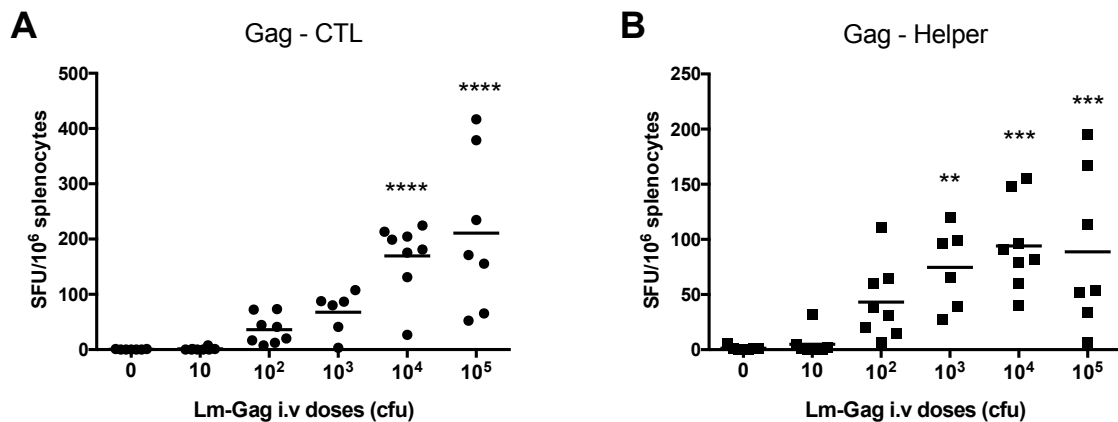 A
Gag - CTL
500
400
300
200
100
0
SFU/10⁶ splenocytes
****
****
0 10 10² 10³ 10⁴ 10⁵
Lm-Gag i.v doses (cfu)
B
Gag - Helper
250
200
150
100
50
0
SFU/10⁶ splenocytes
**
***
***
0 10 10² 10³ 10⁴ 10⁵
Lm-Gag i.v doses (cfu)